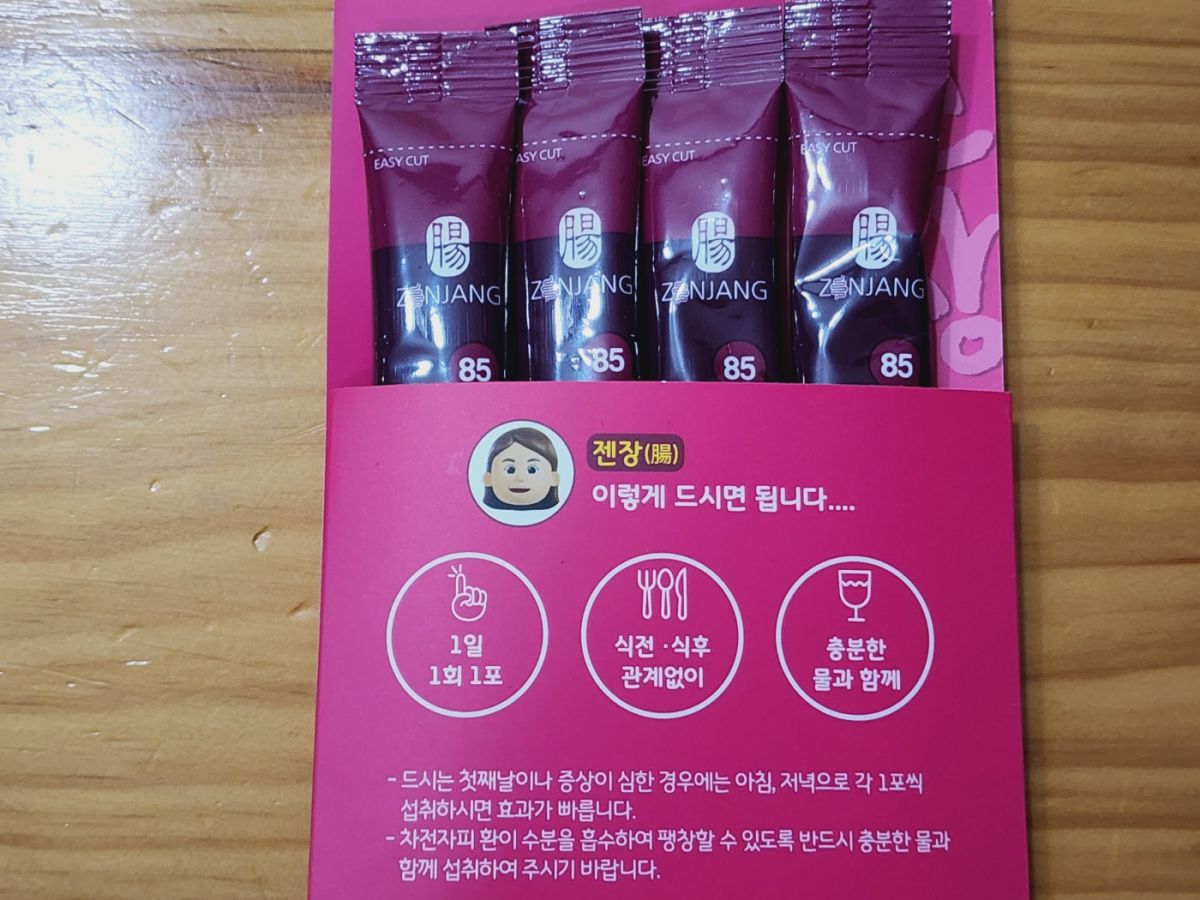 EASY CUT
EASY CUT
EASY CUT
EASY CUT
腸
腸
腸
腸
ZENJANG
ZENJANG
ZENJANG
ZENJANG
85
85
85
85
젠장(腸)
이렇게 드시면 됩니다....
1일
1회 1포
식전 · 식후
관계없이
충분한
물과 함께
- 드시는 첫째날이나 증상이 심한 경우에는 아침, 저녁으로 각 1포씩
섭취하시면 효과가 빠릅니다.
- 차전자피 환이 수분을 흡수하여 팽창할 수 있도록 반드시 충분한 물과
함께 섭취하여 주시기 바랍니다.